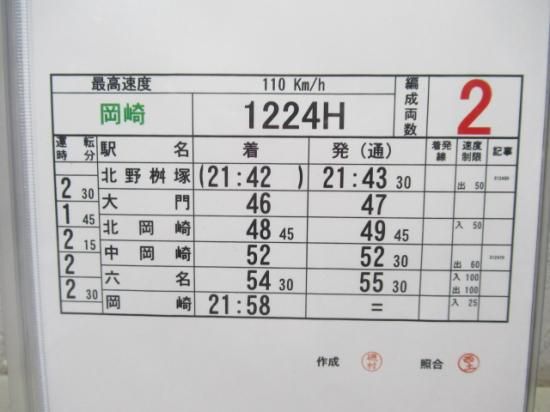 最高速度 110 Km/h 編成両数 2
岡崎 1224H
運転時分 駅名 着 発（通） 着発線 速度制限 記事
北野桝塚 (21:42 ) 21:43 30 出 50
2 30 大門 46 47
1 45 北岡崎 48 45 49 45 入 50
2 15 中岡崎 52 52 30 出 60
2 六名 54 30 55 30 入 100 出 100
2 30 岡崎 21:58 = 入 25
作成 磯村 照合